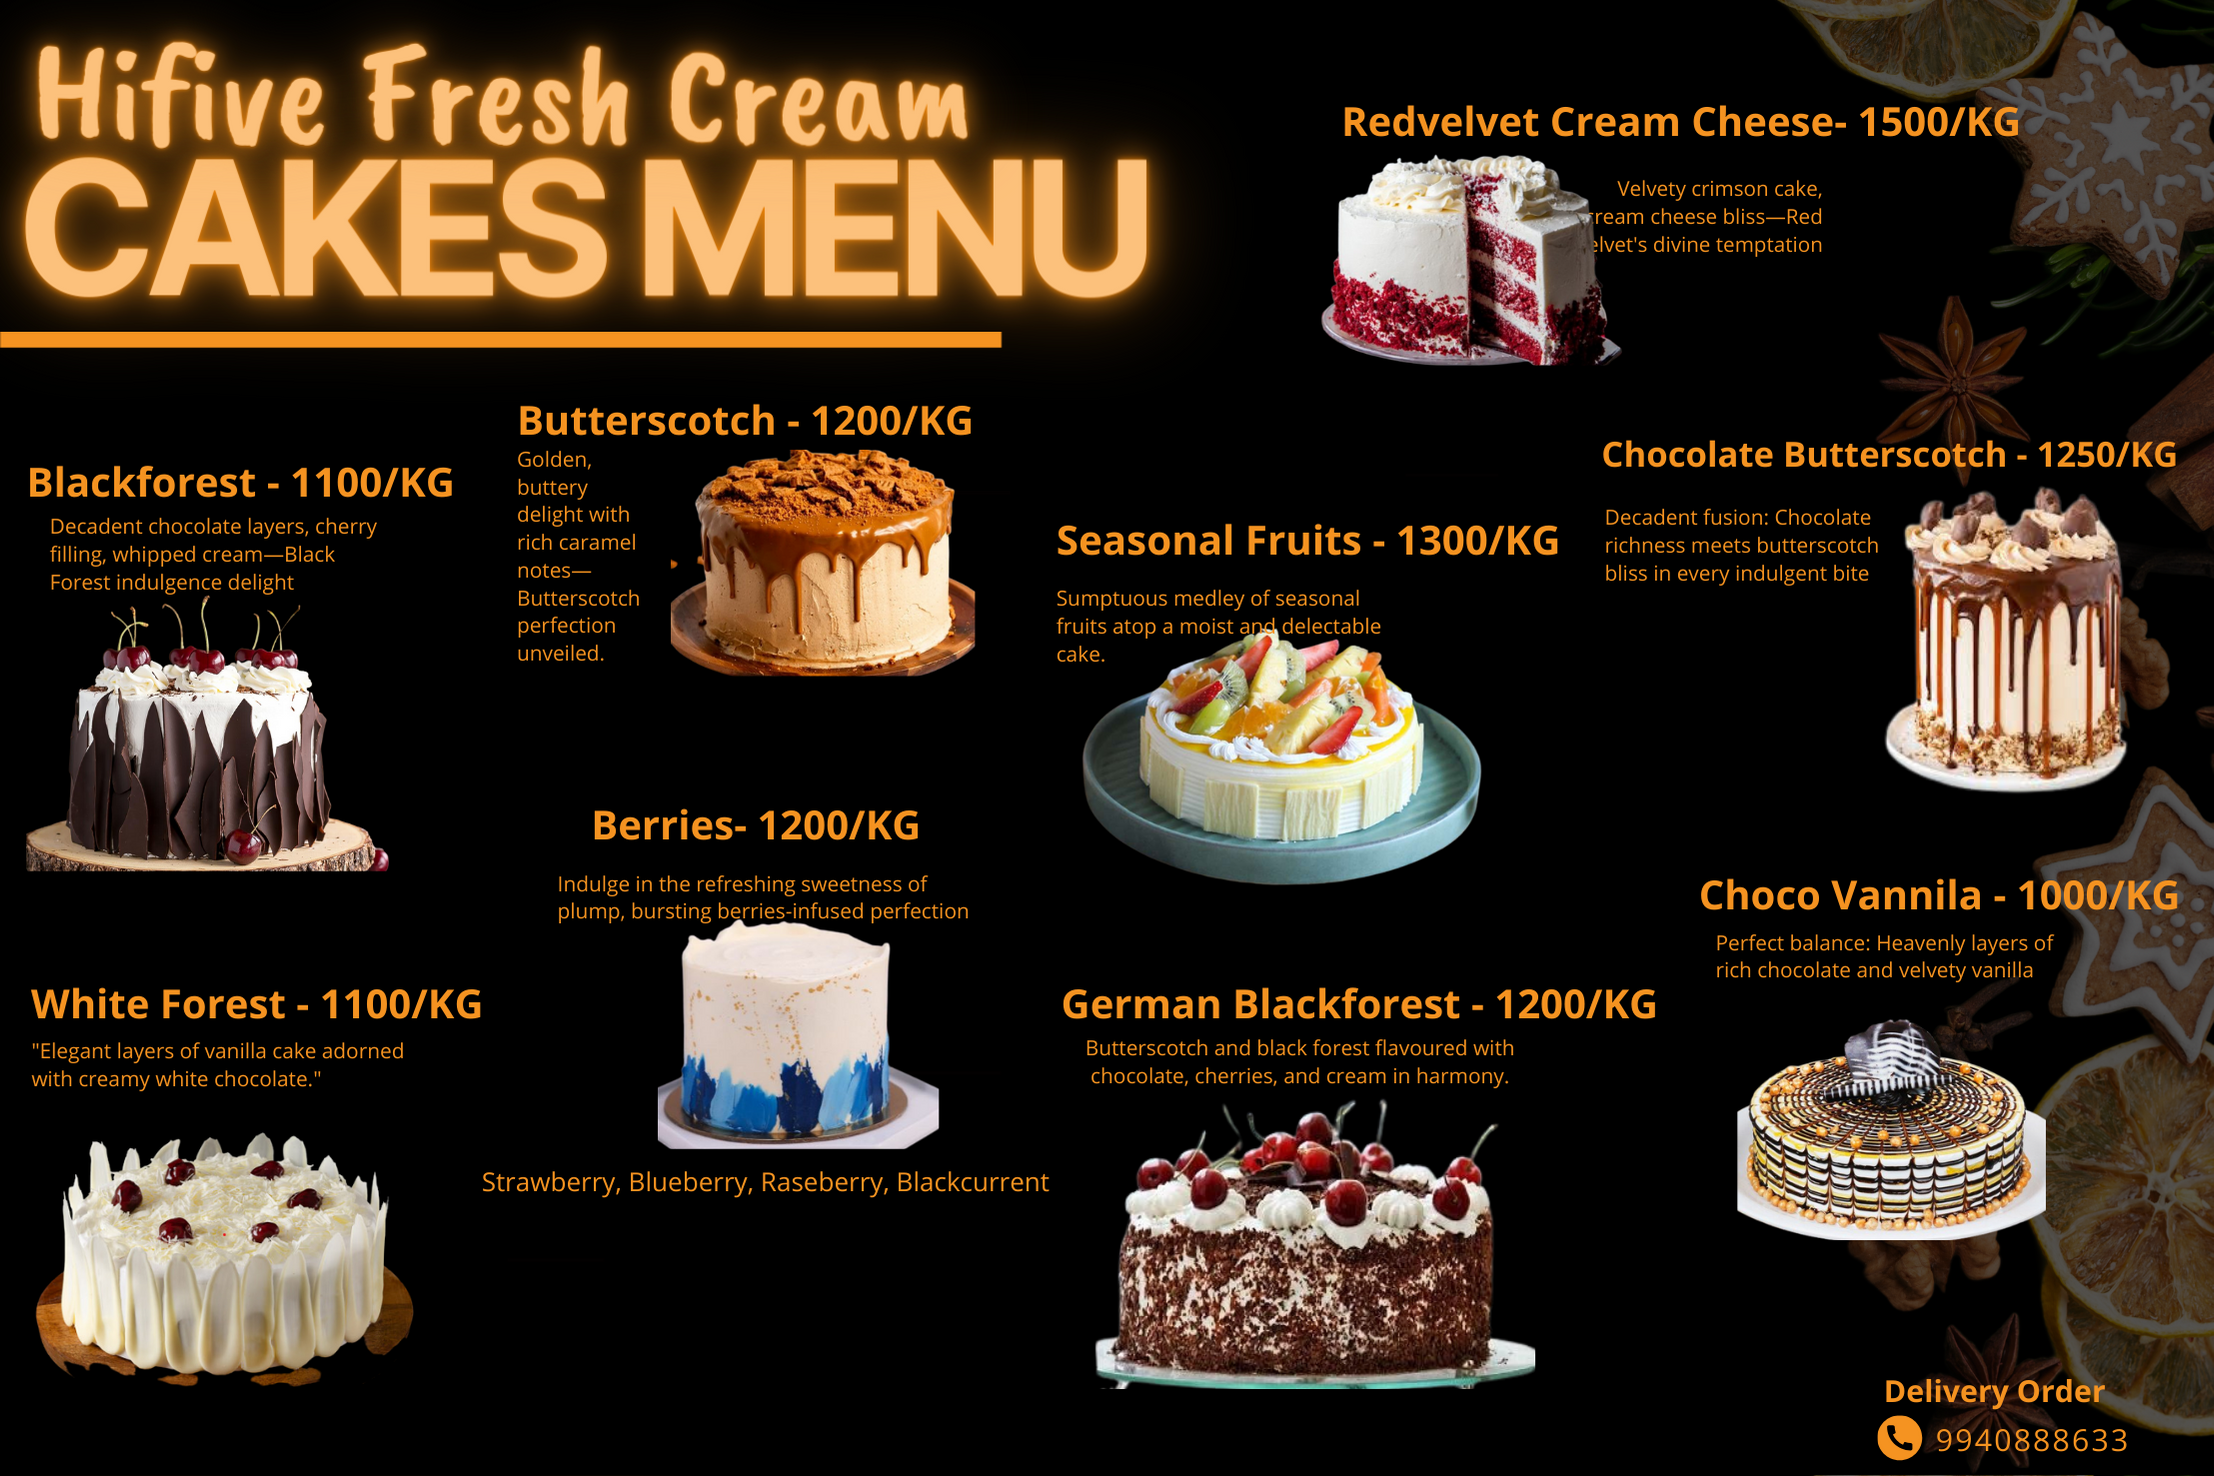 Hifive Fresh Cream
CAKES MENU
Redvelvet Cream Cheese- 1500/KG
Velvety crimson cake,
ream cheese bliss—Red
elvet's divine temptation
Butterscotch - 1200/KG
Golden,
buttery
delight with
rich caramel
notes—
Butterscotch
perfection
unveiled.
Blackforest - 1100/KG
Decadent chocolate layers, cherry
filling, whipped cream—Black
Forest indulgence delight
Seasonal Fruits - 1300/KG
Sumptuous medley of seasonal
fruits atop a moist and delectable
cake.
Chocolate Butterscotch - 1250/KG
Decadent fusion: Chocolate
richness meets butterscotch
bliss in every indulgent bite
Berries- 1200/KG
Indulge in the refreshing sweetness of
plump, bursting berries-infused perfection
Strawberry, Blueberry, Raseberry, Blackcurrent
Choco Vannila - 1000/KG
Perfect balance: Heavenly layers of
rich chocolate and velvety vanilla
White Forest - 1100/KG
"Elegant layers of vanilla cake adorned
with creamy white chocolate."
German Blackforest - 1200/KG
Butterscotch and black forest flavoured with
chocolate, cherries, and cream in harmony.
Delivery Order
9940888633